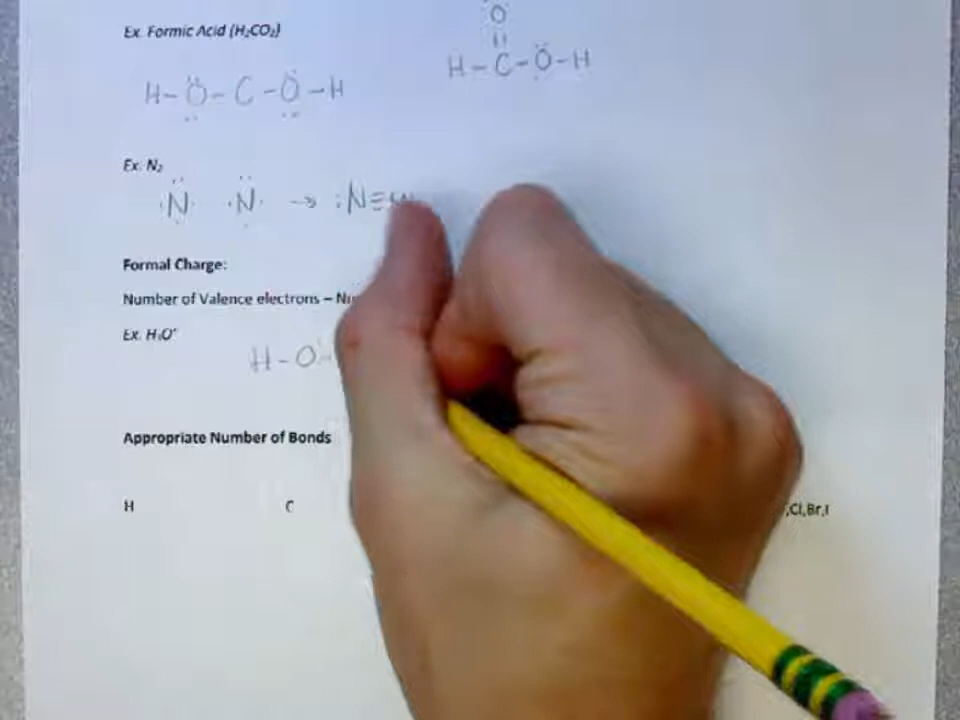 Ex. Formic Acid (H₂CO₂)
O
H-C-O-H
H-O-C-O-H
Ex. N₂
N N → :N≡
Formal Charge:
Number of Valence electrons –
Ex. H₃O⁺
H-O-
Appropriate Number of Bonds
H C ,Cl,Br,I